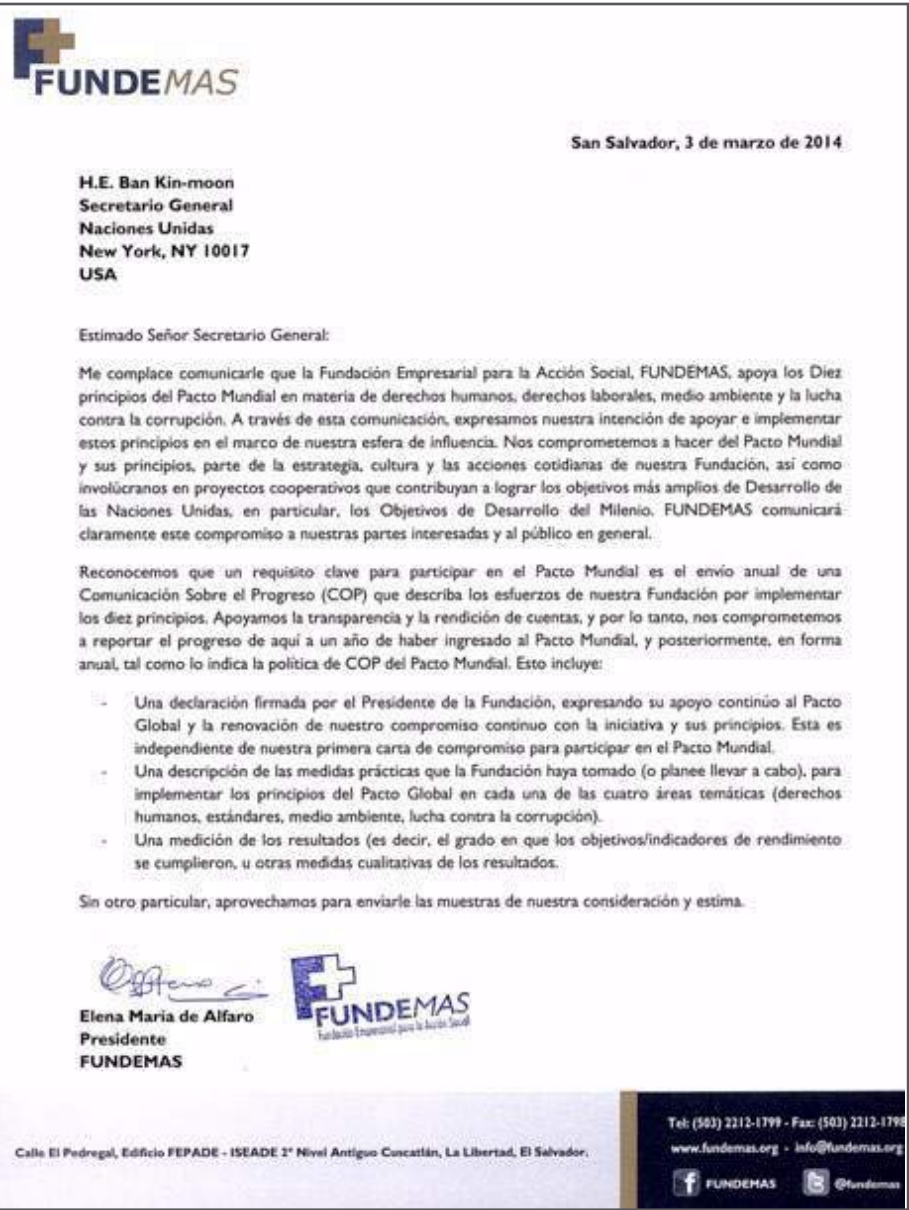 FUNDEMAS
San Salvador, 3 de marzo de 2014
H.E. Ban Kin-moon
Secretario General
Naciones Unidas
New York, NY 10017
USA
Estimado Señor Secretario General:
Me complace comunicarle que la Fundación Empresarial para la Acción Social, FUNDEMAS, apoya los Diez
principios del Pacto Mundial en materia de derechos humanos, derechos laborales, medio ambiente y la lucha
contra la corrupción. A través de esta comunicación, expresamos nuestra intención de apoyar e implementar
estos principios en el marco de nuestra esfera de influencia. Nos comprometemos a hacer del Pacto Mundial
y sus principios, parte de la estrategia, cultura y las acciones cotidianas de nuestra Fundación, así como
involúcranos en proyectos cooperativos que contribuyan a lograr los objetivos más amplios de Desarrollo de
las Naciones Unidas, en particular, los Objetivos de Desarrollo del Milenio. FUNDEMAS comunicará
claramente este compromiso a nuestras partes interesadas y al público en general.
Reconocemos que un requisito clave para participar en el Pacto Mundial es el envío anual de una
Comunicación Sobre el Progreso (COP) que describa los esfuerzos de nuestra Fundación por implementar
los diez principios. Apoyamos la transparencia y la rendición de cuentas, y por lo tanto, nos comprometemos
a reportar el progreso de aquí a un año de haber ingresado al Pacto Mundial, y posteriormente, en forma
anual, tal como lo indica la política de COP del Pacto Mundial. Esto incluye:
- Una declaración firmada por el Presidente de la Fundación, expresando su apoyo continúo al Pacto
Global y la renovación de nuestro compromiso continuo con la iniciativa y sus principios. Esta es
independiente de nuestra primera carta de compromiso para participar en el Pacto Mundial.
- Una descripción de las medidas prácticas que la Fundación haya tomado (o planee llevar a cabo), para
implementar los principios del Pacto Global en cada una de las cuatro áreas temáticas (derechos
humanos, estándares, medio ambiente, lucha contra la corrupción).
- Una medición de los resultados (es decir, el grado en que los objetivos/indicadores de rendimiento
se cumplieron, u otras medidas cualitativas de los resultados.
Sin otro particular, aprovechamos para enviarle las muestras de nuestra consideración y estima.
FUNDEMAS
Fundación Empresarial para la Acción Social
Elena María de Alfaro
Presidente
FUNDEMAS
Calle El Pedregal, Edificio FEPADE - ISEADE 2º Nivel Antiguo Cuscatlán, La Libertad, El Salvador.
Tel: (503) 2212-1799 - Fax: (503) 2212-1798
www.fundemas.org - info@fundemas.org
FUNDEMAS @fundemas